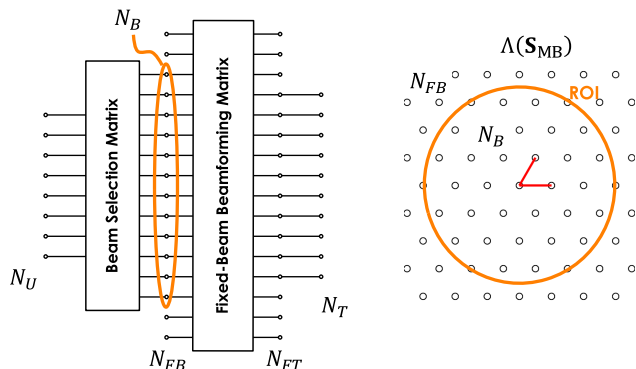 N_B
Beam Selection Matrix
Fixed-Beam Beamforming Matrix
N_U
N_T
N_FB
N_FT
Λ(S_MB)
N_FB
ROI
N_B